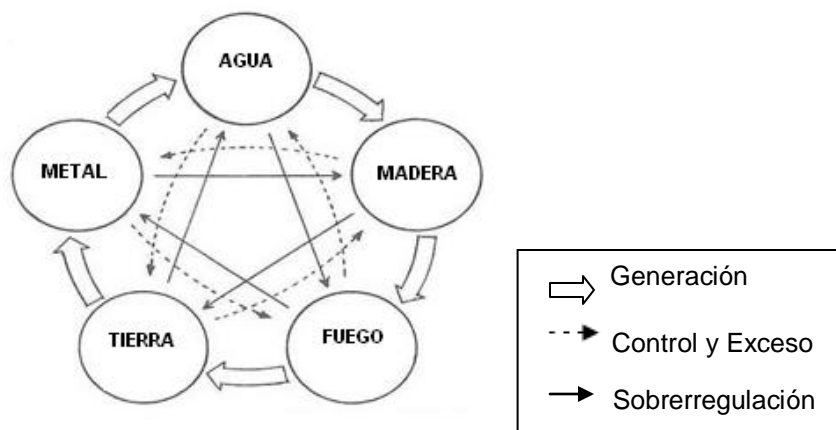 AGUA
METAL
MADERA
TIERRA
FUEGO
Generación
Control y Exceso
Sobrerregulación